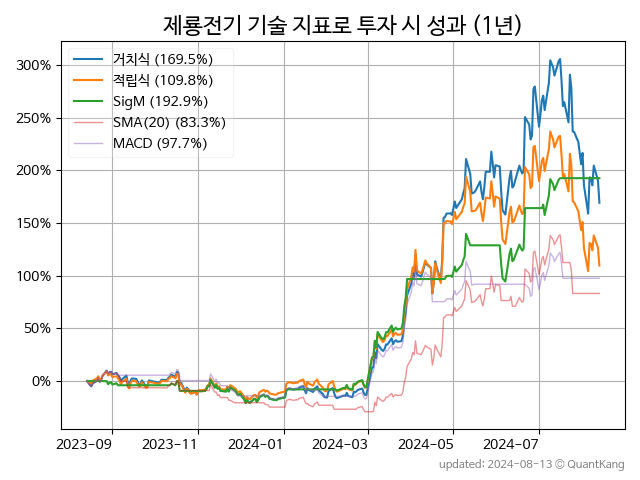 제룡전기 기술 지표로 투자 시 성과 (1년)
거치식 (169.5%)
적립식 (109.8%)
SigM (192.9%)
SMA(20) (83.3%)
MACD (97.7%)
300%
250%
200%
150%
100%
50%
0%
2023-09 2023-11 2024-01 2024-03 2024-05 2024-07
updated: 2024-08-13 © QuantKang